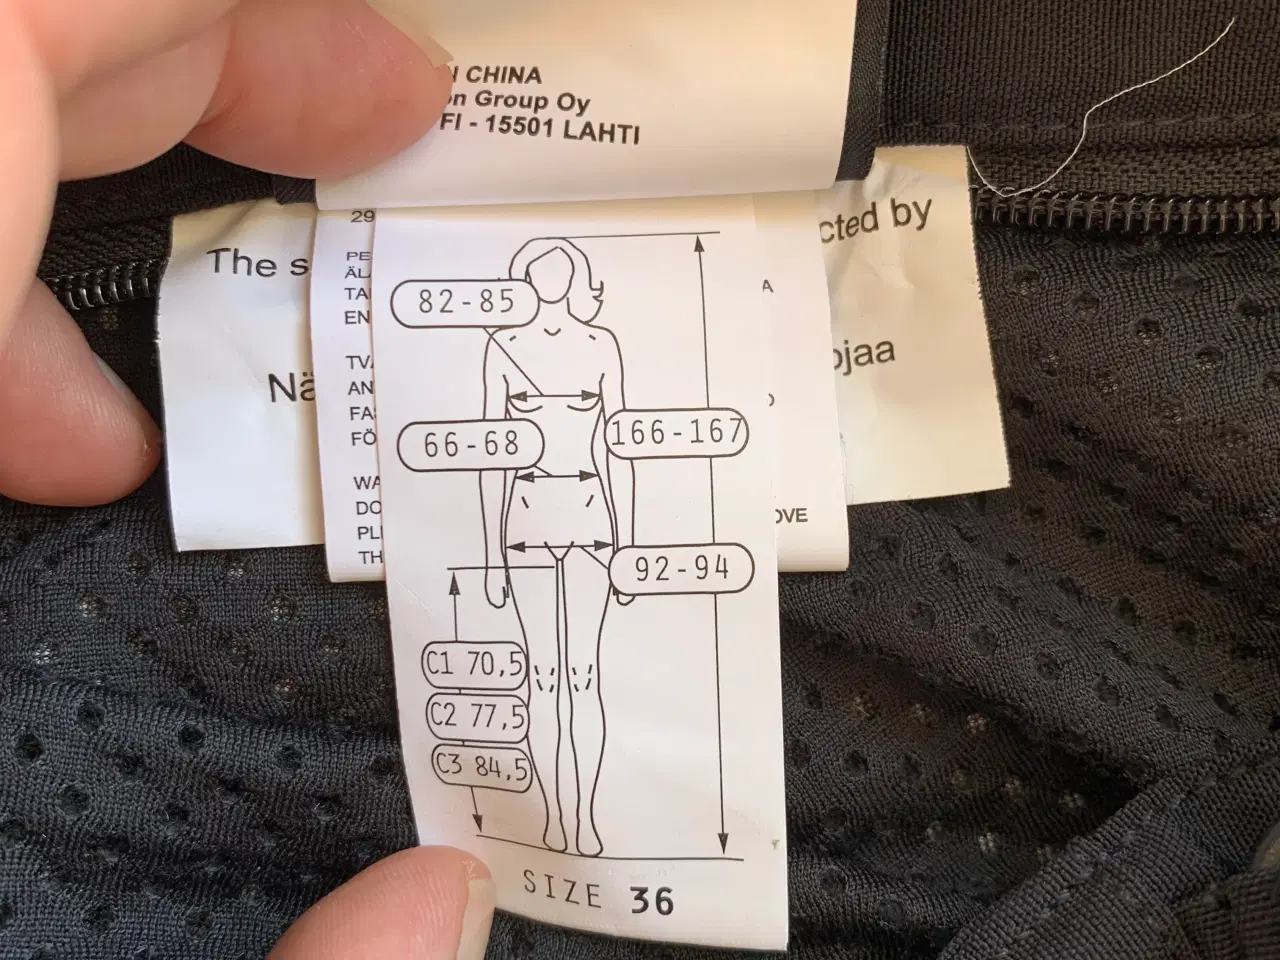 CHINA
Group Oy
FI - 15501 LAHTI
29
The
cted by
82-85
66-68
166-167
92-94
C1 70,5
C2 77,5
C3 84,5
SIZE 36
PE
ÄL
TA
EN
TV
AN
FA
FÖ
WA
DO
PL
TH
Nä
ojaa
OVE